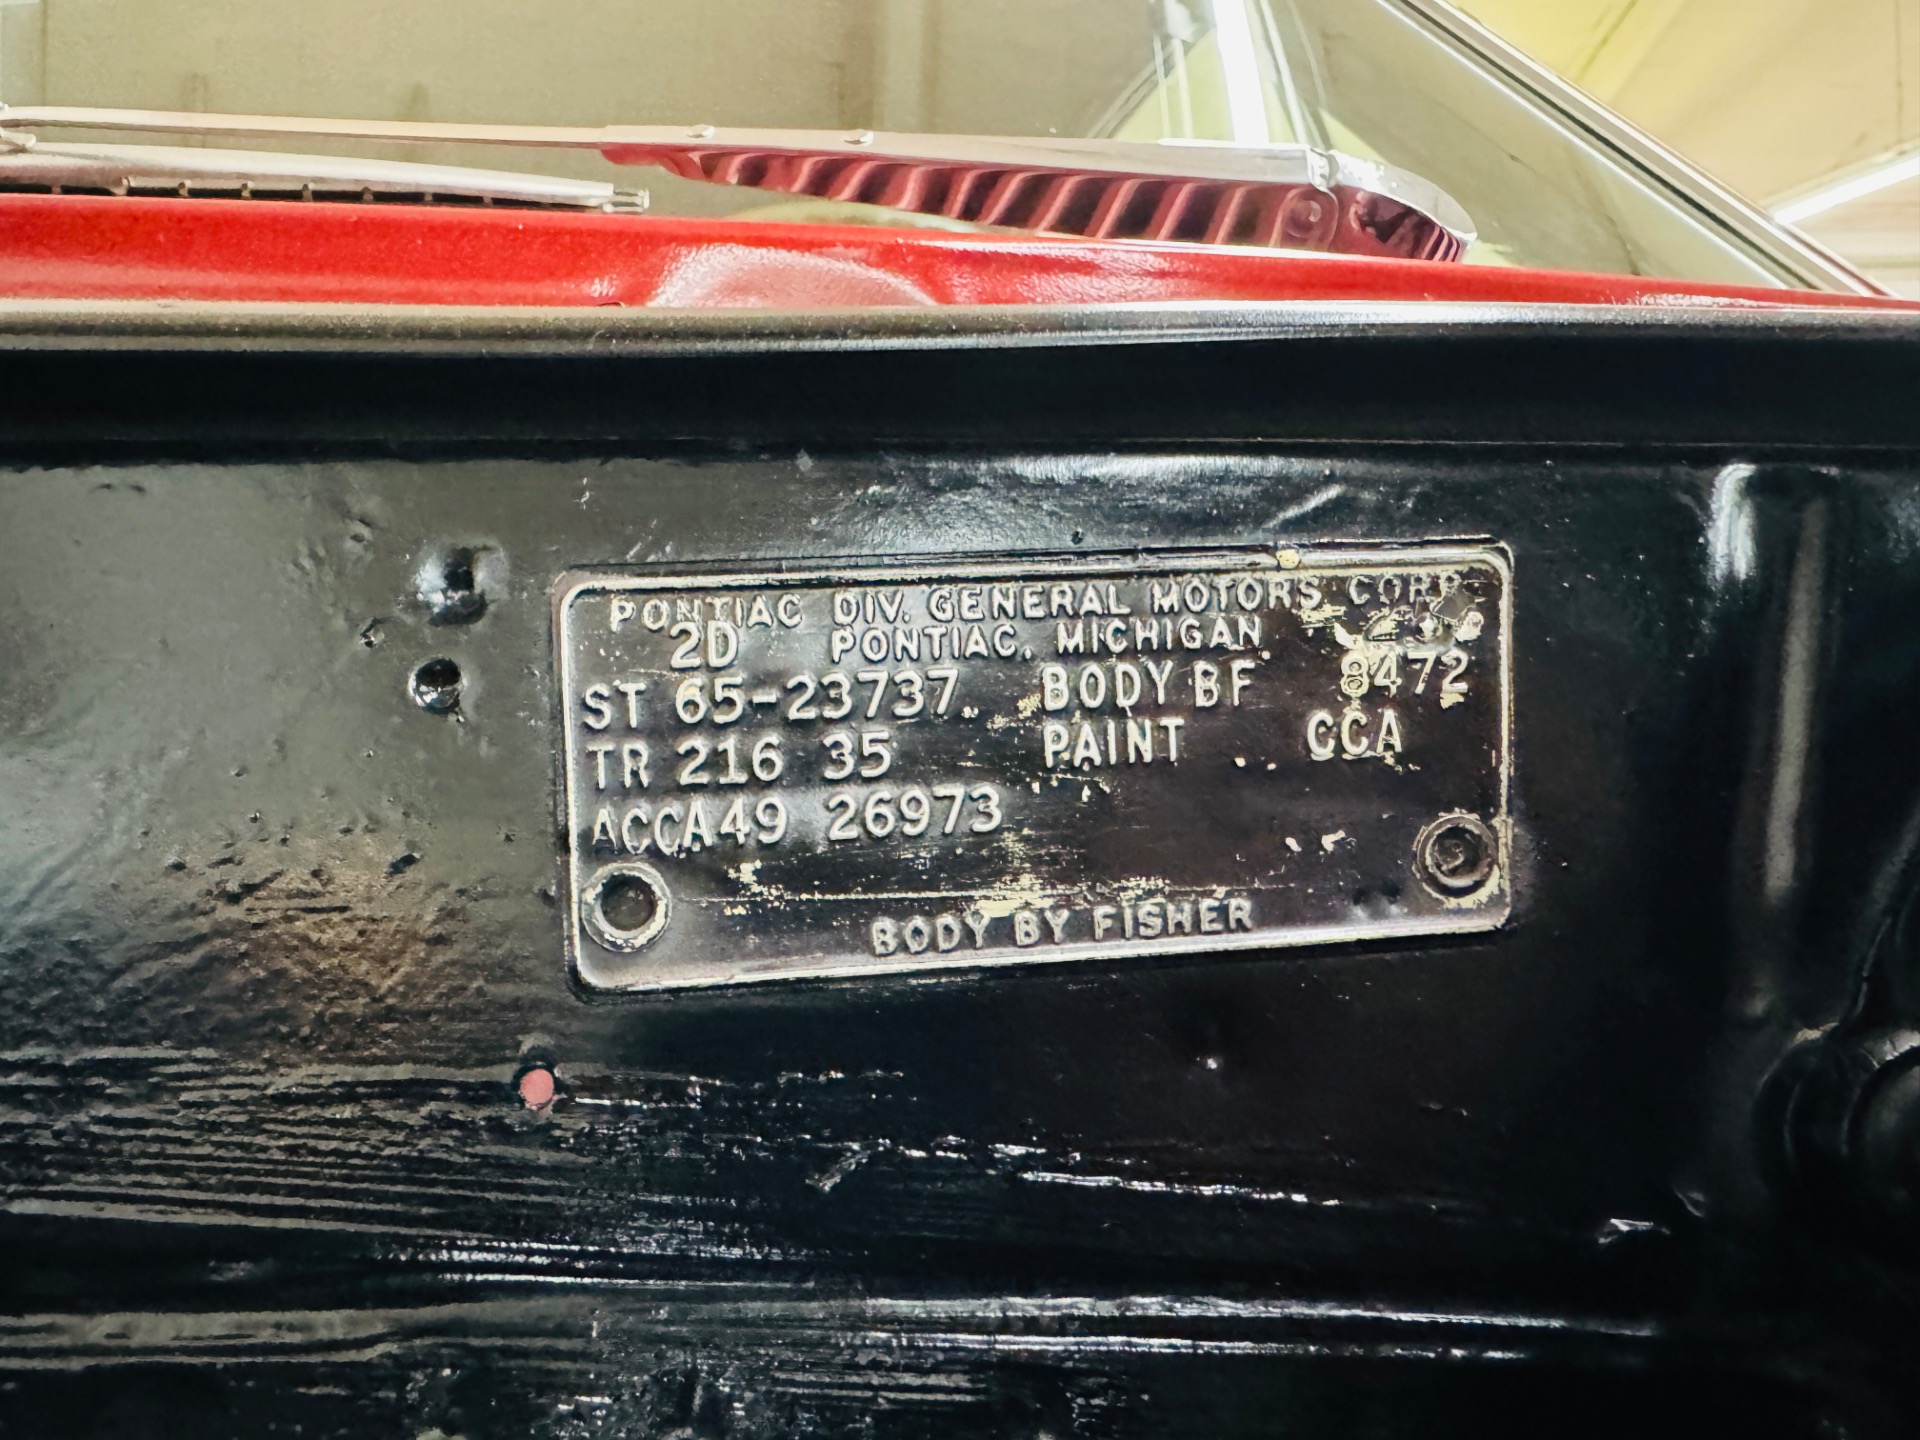 PONTIAC DIV. GENERAL MOTORS CORP.
2D PONTIAC, MICHIGAN.
ST 65-23737 BODY BF 8472
TR 216 35 PAINT CCA
ACCA49 26973
BODY BY FISHER